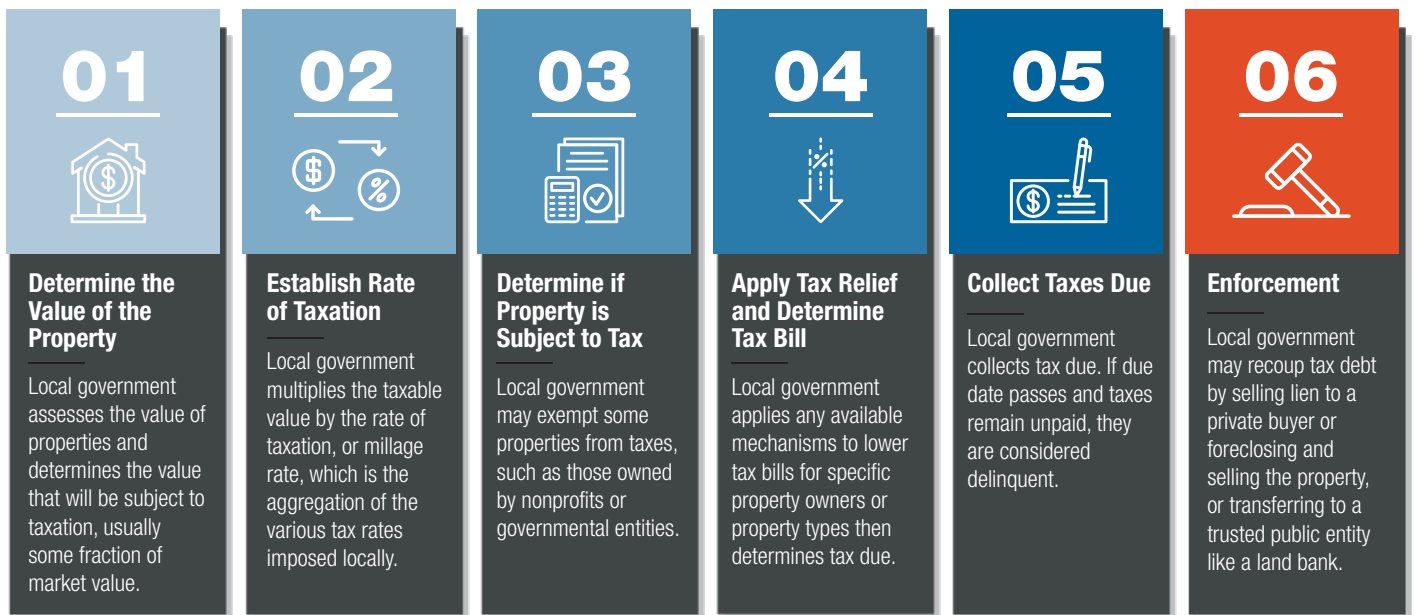 01
Determine the
Value of the
Property
Local government
assesses the value of
properties and
determines the value
that will be subject to
taxation, usually
some fraction of
market value.
02
Establish Rate
of Taxation
Local government
multiplies the taxable
value by the rate of
taxation, or millage
rate, which is the
aggregation of the
various tax rates
imposed locally.
03
Determine if
Property is
Subject to Tax
Local government
may exempt some
properties from taxes,
such as those owned
by nonprofits or
governmental entities.
04
Apply Tax Relief
and Determine
Tax Bill
Local government
applies any available
mechanisms to lower
tax bills for specific
property owners or
property types then
determines tax due.
05
Collect Taxes Due
Local government
collects tax due. If due
date passes and taxes
remain unpaid, they
are considered
delinquent.
06
Enforcement
Local government
may recoup tax debt
by selling lien to a
private buyer or
foreclosing and
selling the property,
or transferring to a
trusted public entity
like a land bank.